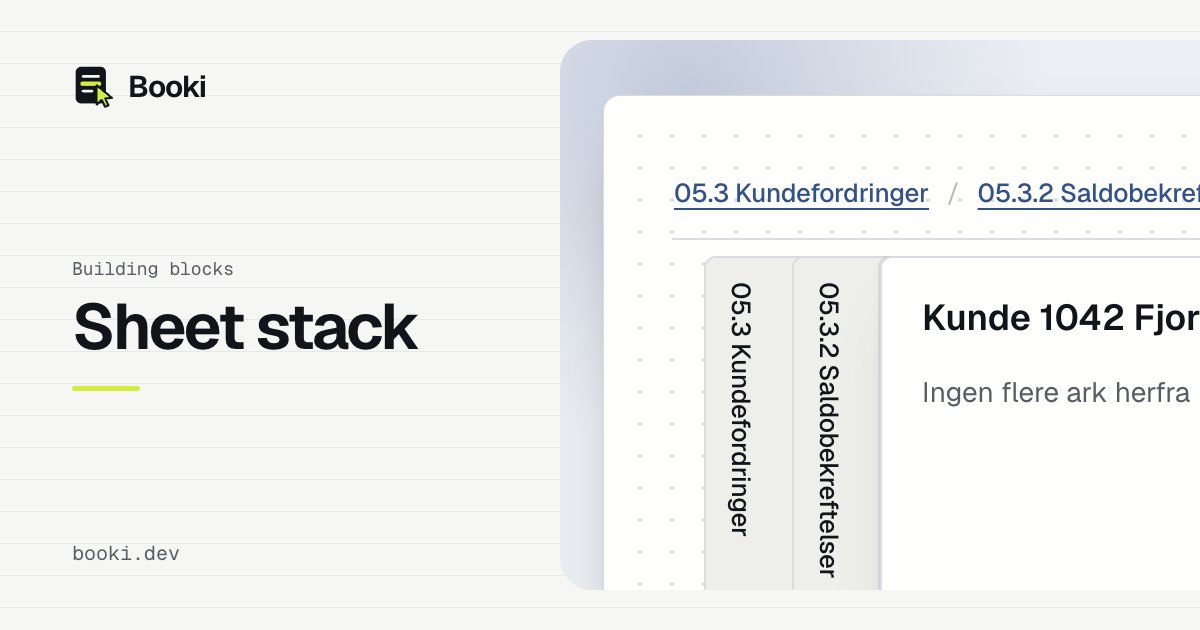 Booki
Building blocks
Sheet stack
booki.dev
05.3 Kundefordringer / 05.3.2 Saldobekref
05.3 Kundefordringer
05.3.2 Saldobekreftelser
Kunde 1042 Fjor
Ingen flere ark herfra